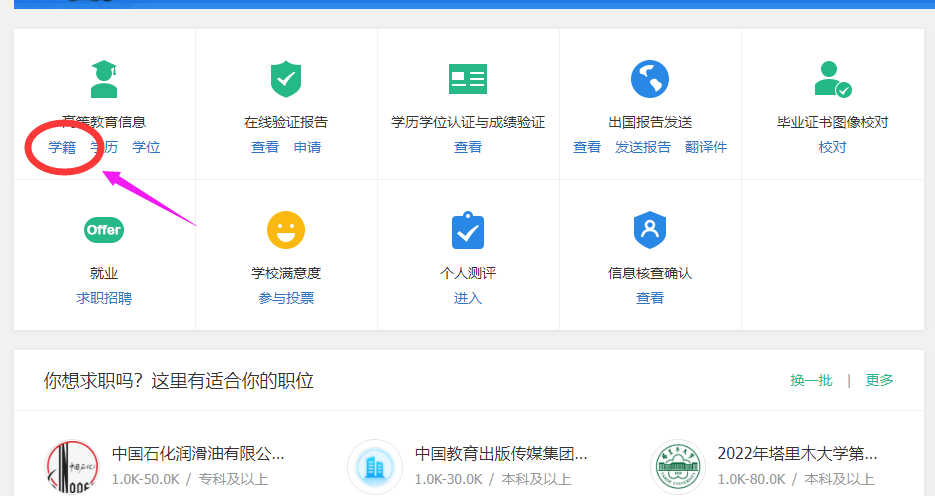 高等教育信息
学籍 学历 学位
在线验证报告
查看 申请
学历学位认证与成绩验证
查看
出国报告发送
查看 发送报告 翻译件
毕业证书图像校对
校对
Offer
就业
求职招聘
学校满意度
参与投票
个人测评
进入
信息核查确认
查看
你想求职吗？这里有适合你的职位
换一批 | 更多
中国石化润滑油有限公...
1.0K-50.0K / 专科及以上
中国教育出版传媒集团...
1.0K-30.0K / 本科及以上
2022年塔里木大学第...
1.0K-80.0K / 本科及以上